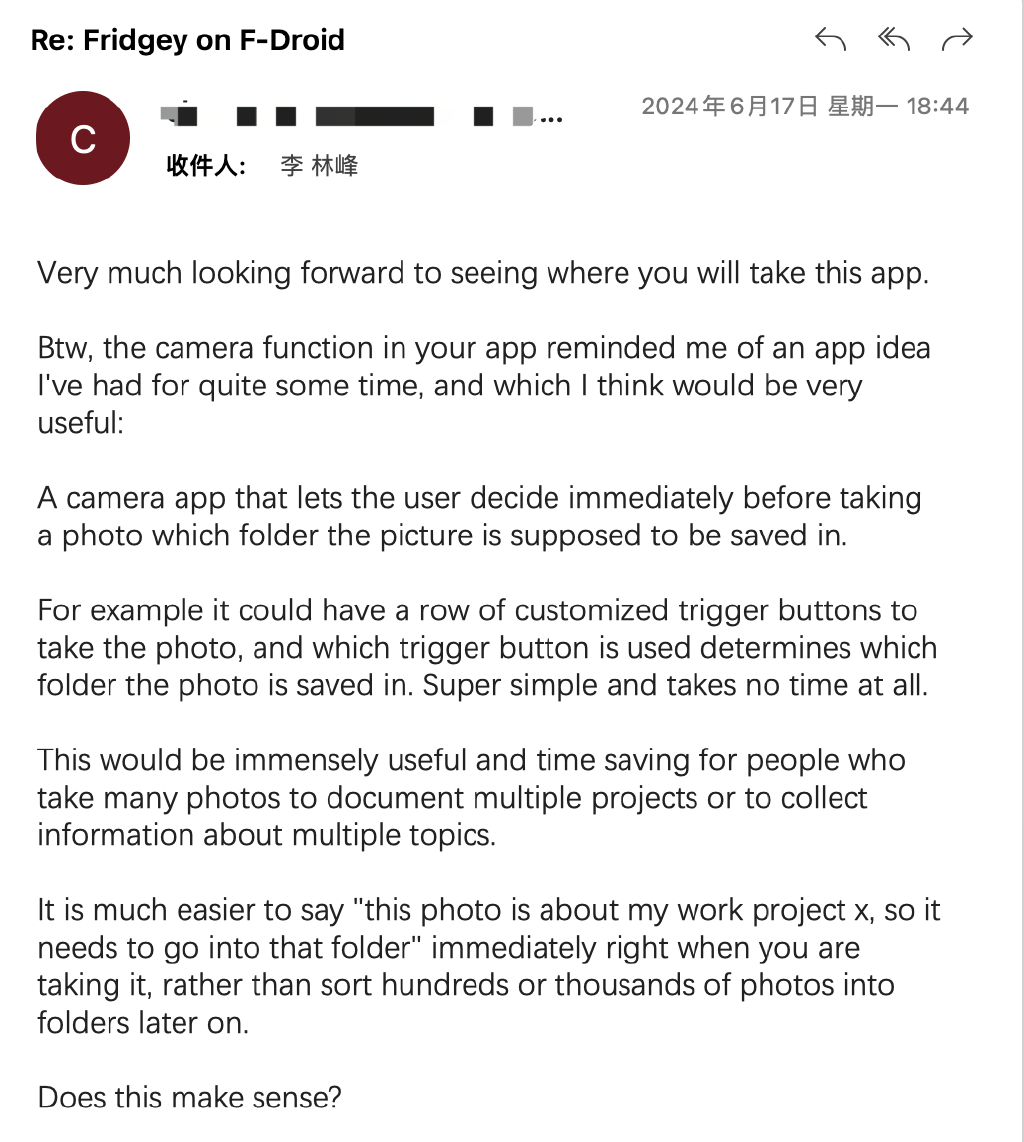 Re: Fridgey on F-Droid
C
2024年6月17日 星期一 18:44
收件人: 李 林峰
Very much looking forward to seeing where you will take this app.
Btw, the camera function in your app reminded me of an app idea
I've had for quite some time, and which I think would be very
useful:
A camera app that lets the user decide immediately before taking
a photo which folder the picture is supposed to be saved in.
For example it could have a row of customized trigger buttons to
take the photo, and which trigger button is used determines which
folder the photo is saved in. Super simple and takes no time at all.
This would be immensely useful and time saving for people who
take many photos to document multiple projects or to collect
information about multiple topics.
It is much easier to say "this photo is about my work project x, so it
needs to go into that folder" immediately right when you are
taking it, rather than sort hundreds or thousands of photos into
folders later on.
Does this make sense?